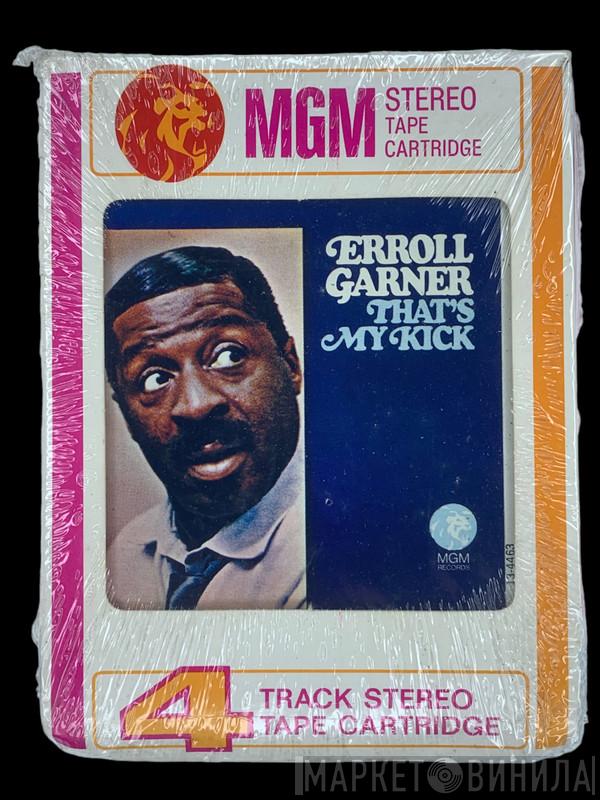 MGM
STEREO
TAPE
CARTRIDGE
ERROLL
GARNER
THAT'S
MY KICK
MGM
RECORDS
13-4463
4
TRACK STEREO
TAPE CARTRIDGE
МАРКЕТ ВИНИЛА